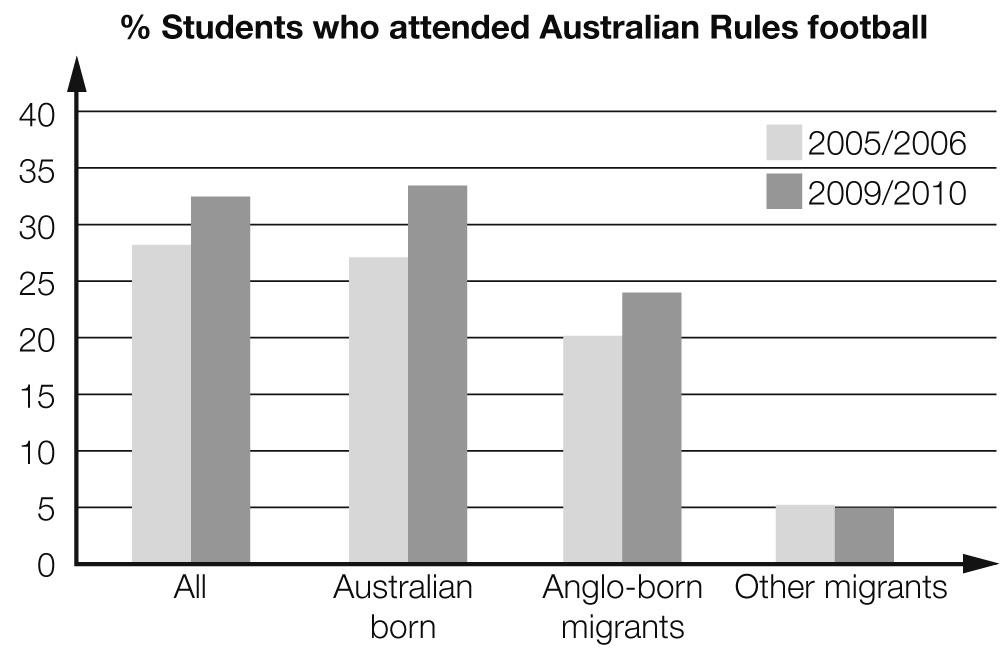 % Students who attended Australian Rules football
40
35
30
25
20
15
10
5
0
2005/2006
2009/2010
All
Australian
born
Anglo-born
migrants
Other migrants